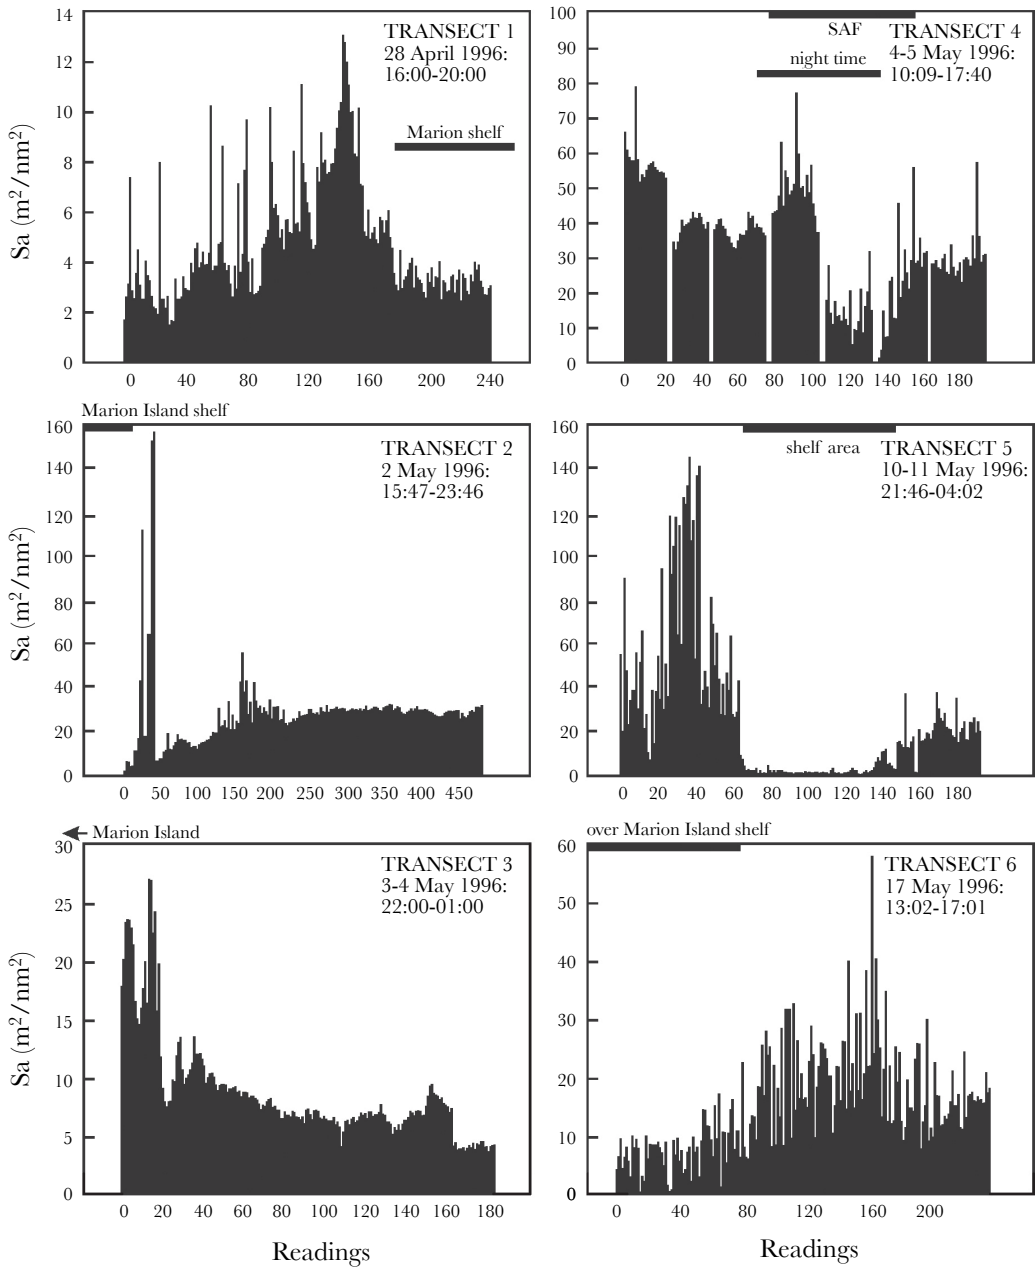 TRANSECT 1
28 April 1996:
16:00-20:00
Marion shelf
Sa (m²/nm²)
14
12
10
8
6
4
2
0
0 40 80 120 160 200 240
TRANSECT 4
4-5 May 1996:
10:09-17:40
SAF
night time
100
90
80
70
60
50
40
30
20
10
0
0 20 40 60 80 100 120 140 160 180
Marion Island shelf
TRANSECT 2
2 May 1996:
15:47-23:46
Sa (m²/nm²)
160
140
120
100
80
60
40
20
0
0 50 100 150 200 300 350 400 450
TRANSECT 5
10-11 May 1996:
21:46-04:02
shelf area
160
140
120
100
80
60
40
20
0
0 20 40 60 80 100 120 140 160 180
Marion Island
TRANSECT 3
3-4 May 1996:
22:00-01:00
Sa (m²/nm²)
30
25
20
15
10
5
0
0 20 40 60 80 100 120 140 160 180
Readings
over Marion Island shelf
TRANSECT 6
17 May 1996:
13:02-17:01
60
50
40
30
20
10
0
0 40 80 120 160 200
Readings